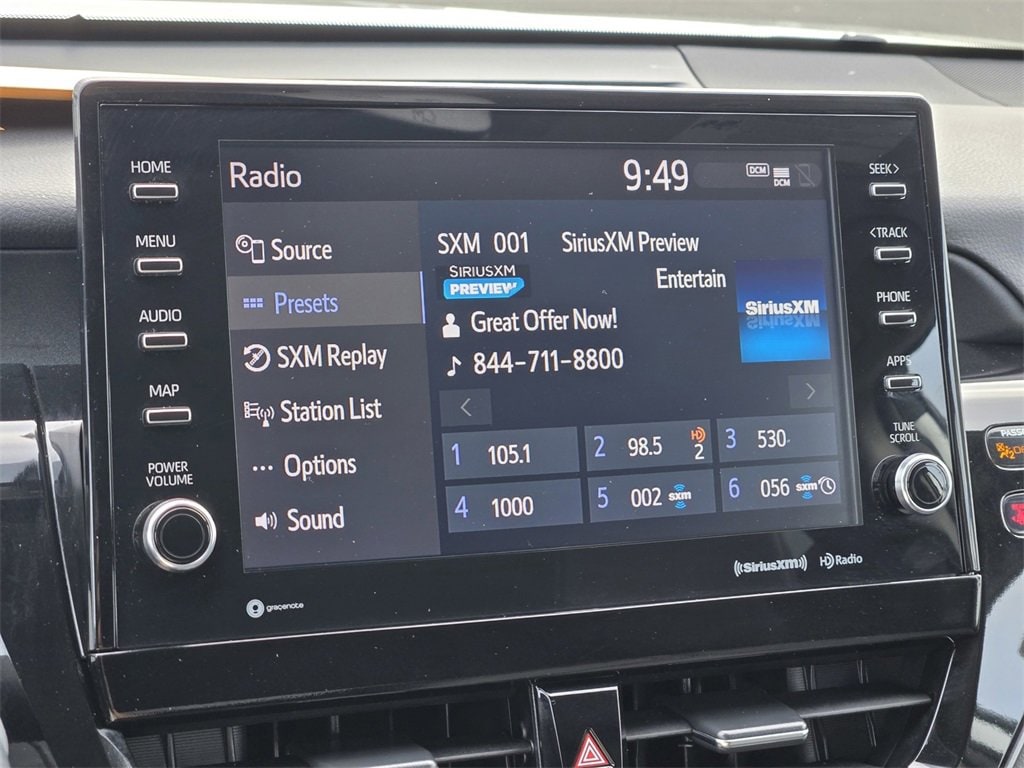 HOME
MENU
AUDIO
MAP
POWER
VOLUME
Radio
9:49
DCM
DCM
Source
Presets
SXM Replay
Station List
Options
Sound
SXM 001 SiriusXM Preview
SIRIUSXM
PREVIEW
Entertain
Great Offer Now!
844-711-8800
SiriusXM
1 105.1
2 98.5 HD 2
3 530
4 1000
5 002 sxm
6 056 sxm
SEEK>
<TRACK
PHONE
APPS
TUNE
SCROLL
gracenote
((SiriusXM))
HD Radio